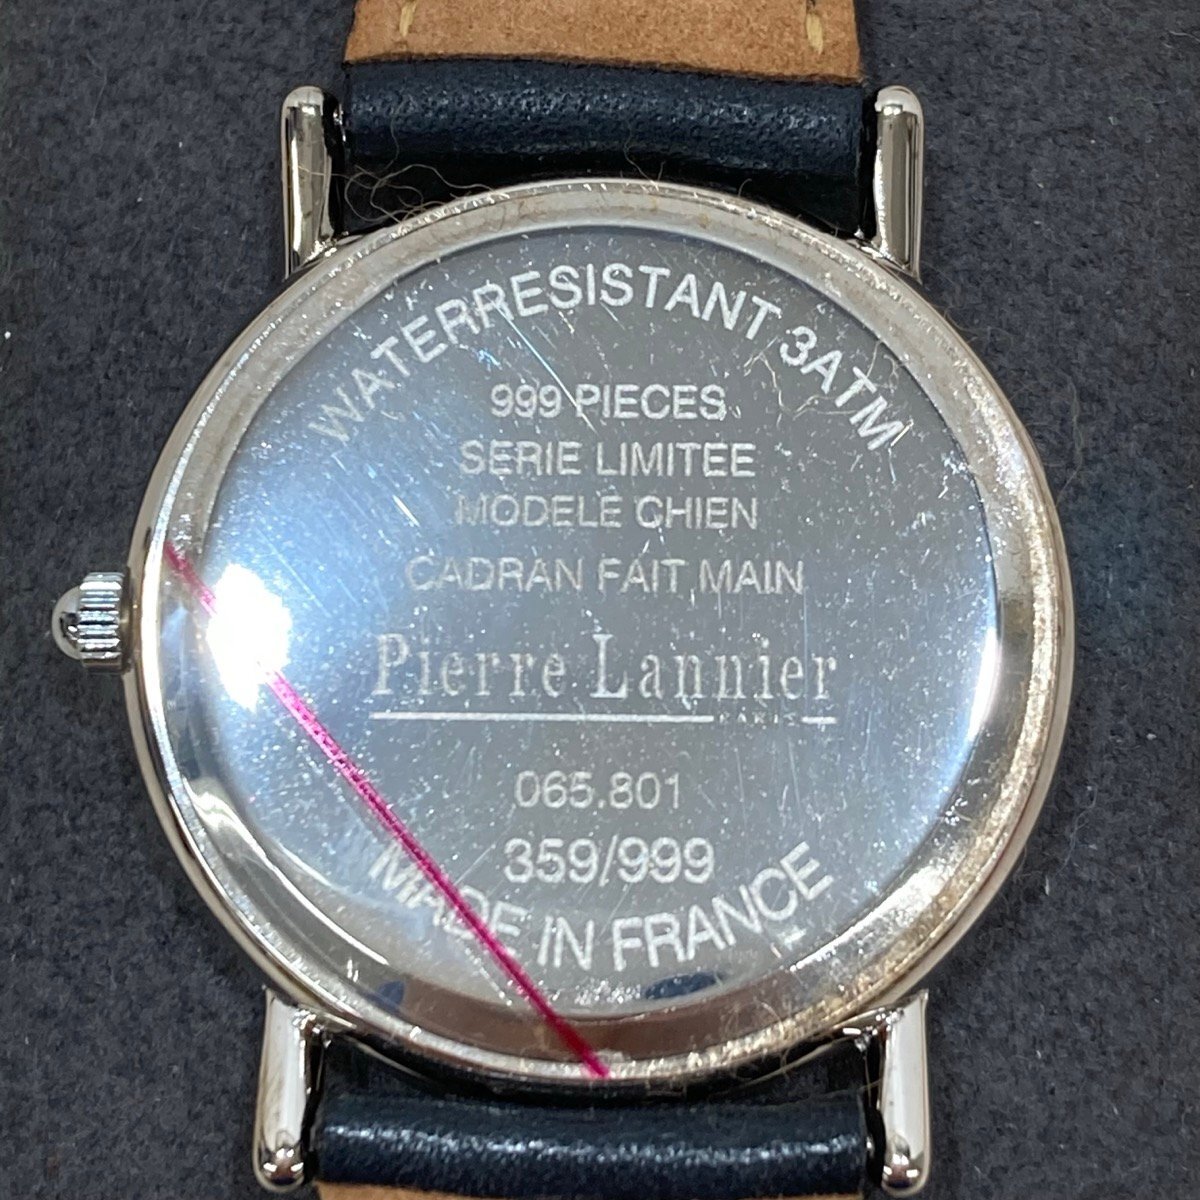 WATERRESISTANT 3ATM
999 PIECES
SERIE LIMITEE
MODELE CHIEN
CADRAN FAIT MAIN
Pierre Lannier
PARIS
065.801
359/999
MADE IN FRANCE